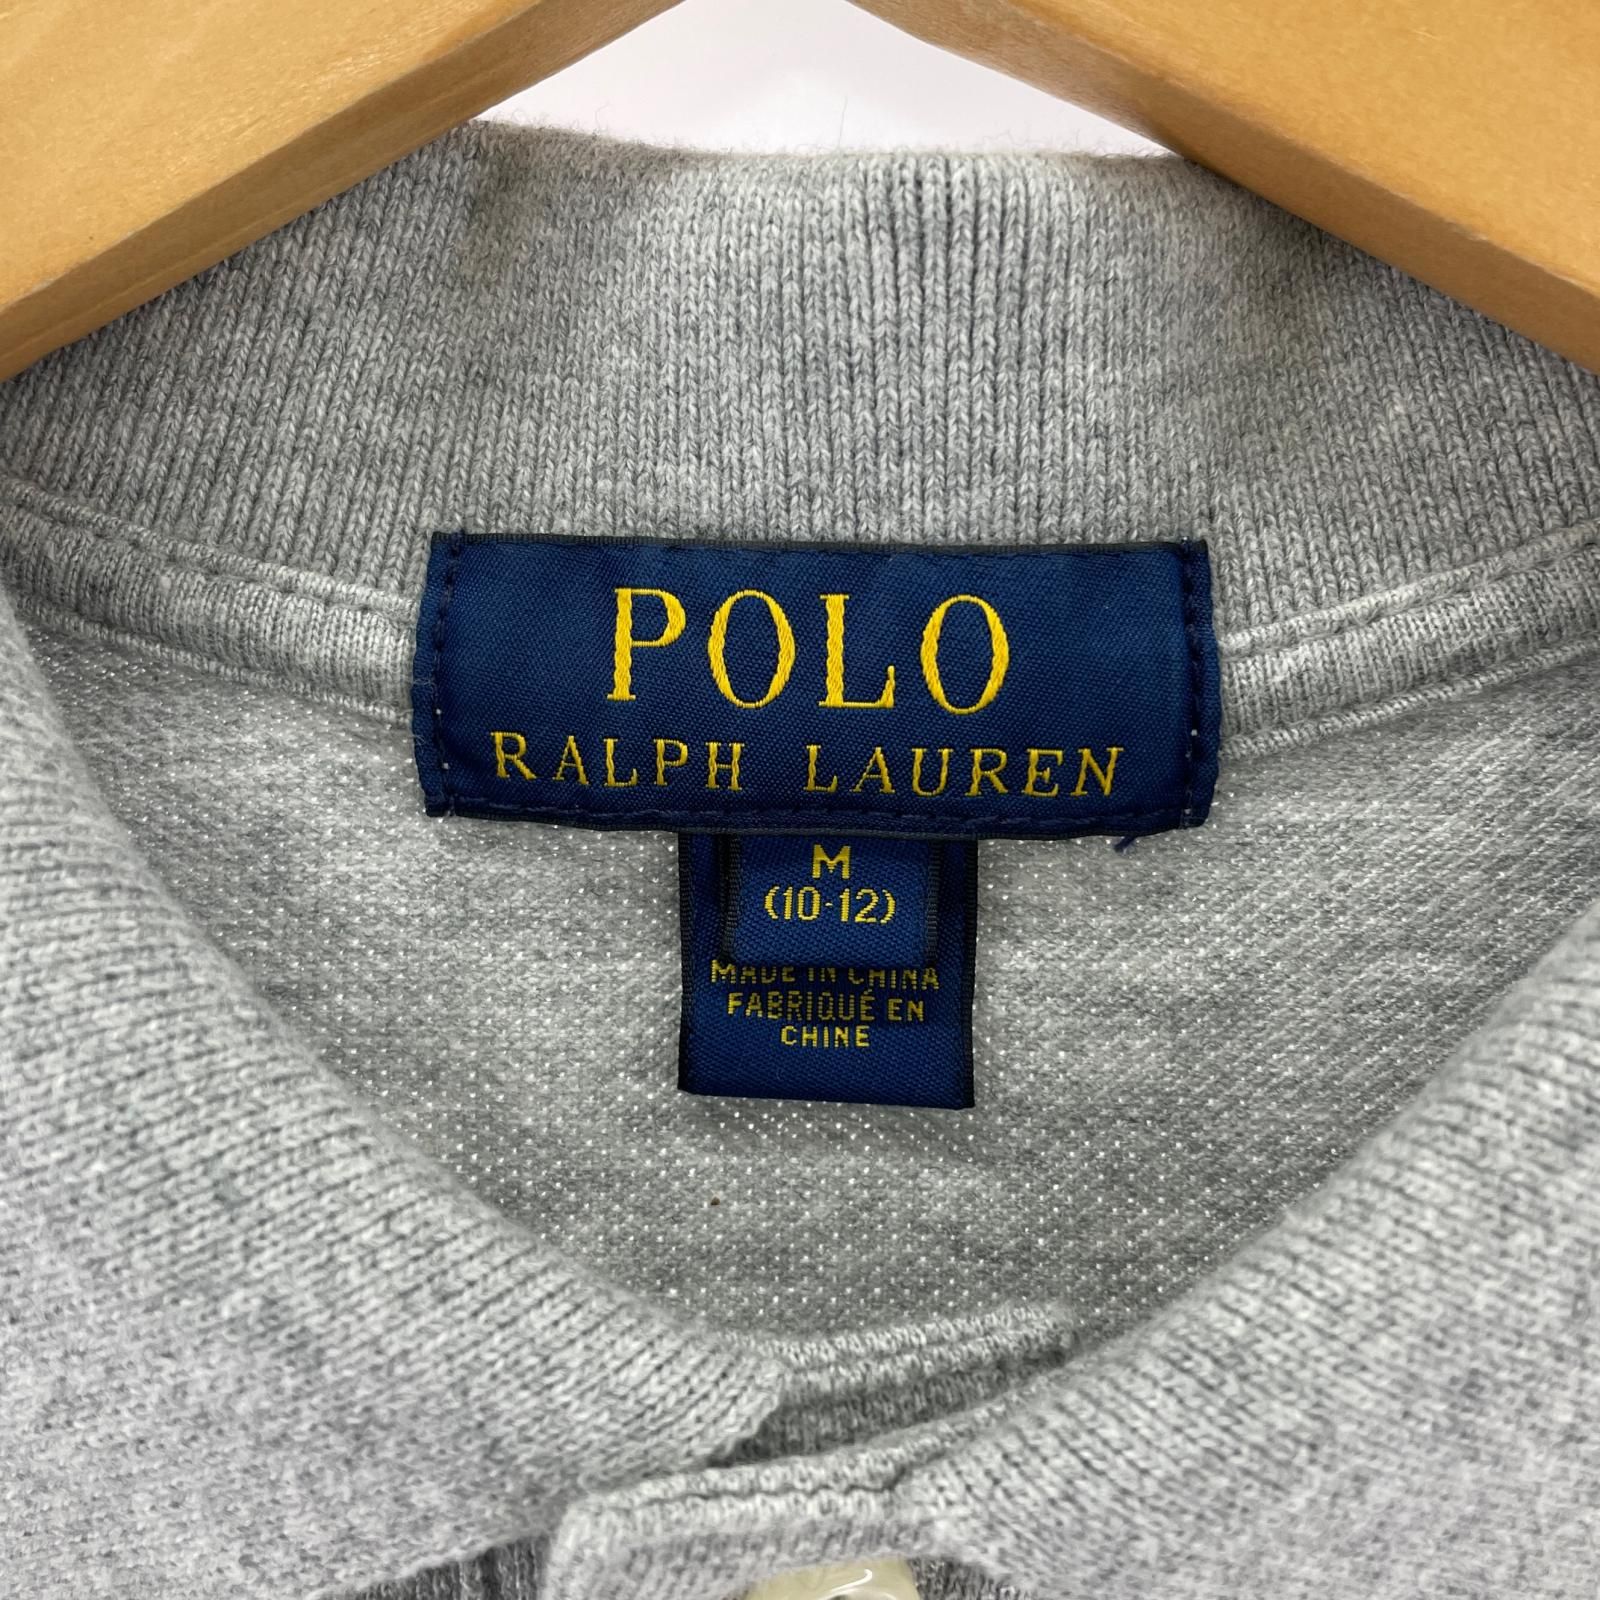 POLO
RALPH LAUREN
M
(10-12)
MADE IN CHINA
FABRIQUÉ EN
CHINE